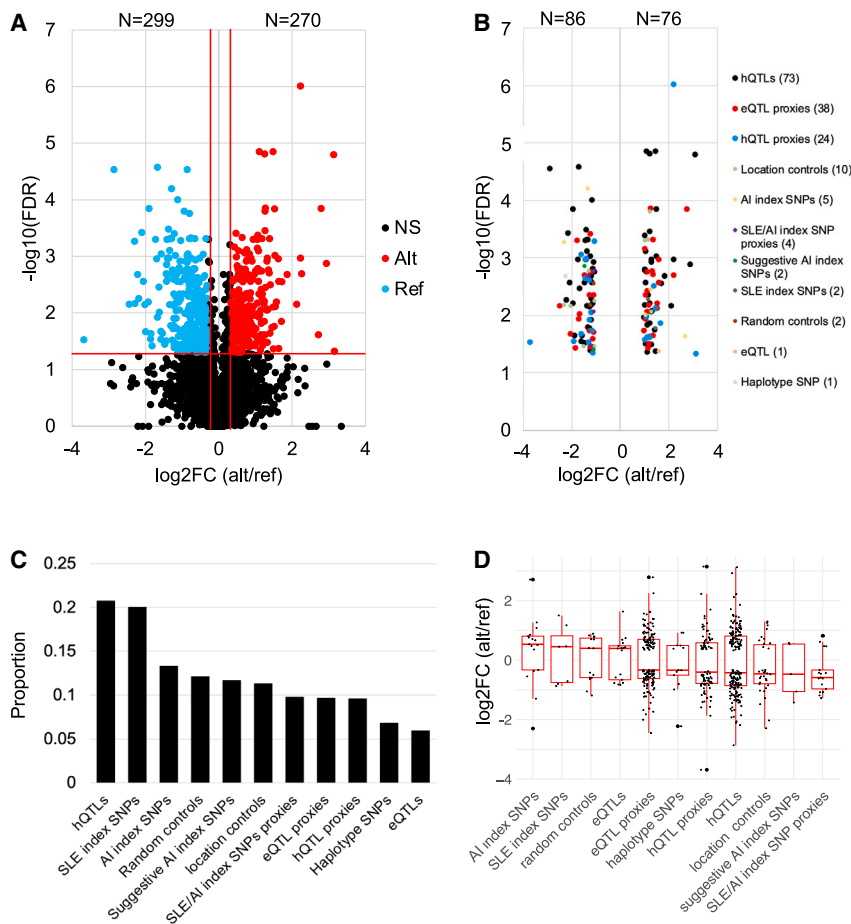 A
N=299
N=270
7
6
5
4
3
2
1
0
-log10(FDR)
−4
−2
0
2
4
log2FC (alt/ref)
NS
Alt
Ref
B
N=86
N=76
7
6
5
4
3
2
1
0
-log10(FDR)
−4
−2
0
2
4
log2FC (alt/ref)
hQTLs (73)
eQTL proxies (38)
hQTL proxies (24)
Location controls (10)
AI index SNPs (5)
SLE/AI index SNP
proxies (4)
Suggestive AI index
SNPs (2)
SLE index SNPs (2)
Random controls (2)
eQTL (1)
Haplotype SNP (1)
C
0.25
0.2
0.15
0.1
0.05
0
Proportion
hQTLs
SLE index SNPs
AI index SNPs
Random controls
Suggestive AI index SNPs
location controls
SLE/AI index SNPs proxies
eQTL proxies
hQTL proxies
Haplotype SNPs
eQTLs
D
2
0
−2
−4
log2FC (alt/ref)
AI index SNPs
SLE index SNPs
random controls
eQTLs
eQTL proxies
haplotype SNPs
hQTL proxies
hQTLs
location controls
suggestive AI index SNPs
SLE/AI index SNP proxies